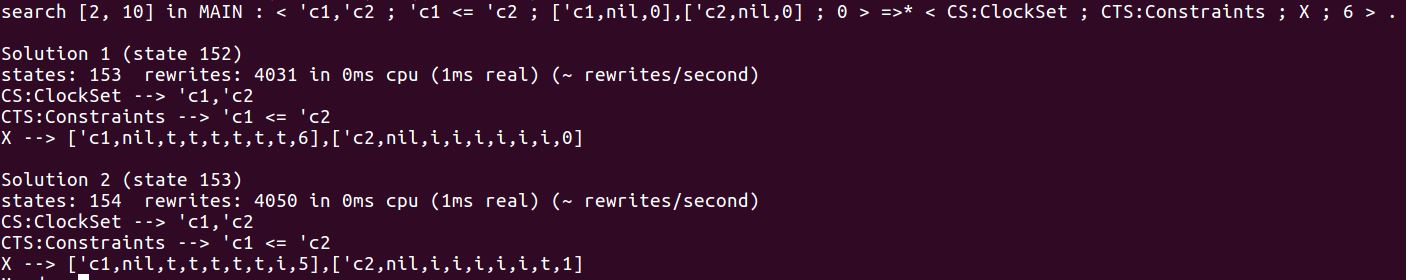 search [2, 10] in MAIN : < 'c1,'c2 ; 'c1 <= 'c2 ; ['c1,nil,0],['c2,nil,0] ; 0 > =>* < CS:ClockSet ; CTS:Constraints ; X ; 6 > .
Solution 1 (state 152)
states: 153  rewrites: 4031 in 0ms cpu (1ms real) (~ rewrites/second)
CS:ClockSet --> 'c1,'c2
CTS:Constraints --> 'c1 <= 'c2
X --> ['c1,nil,t,t,t,t,t,t,6],['c2,nil,i,i,i,i,i,i,0]
Solution 2 (state 153)
states: 154  rewrites: 4050 in 0ms cpu (1ms real) (~ rewrites/second)
CS:ClockSet --> 'c1,'c2
CTS:Constraints --> 'c1 <= 'c2
X --> ['c1,nil,t,t,t,t,t,i,5],['c2,nil,i,i,i,i,i,t,1]